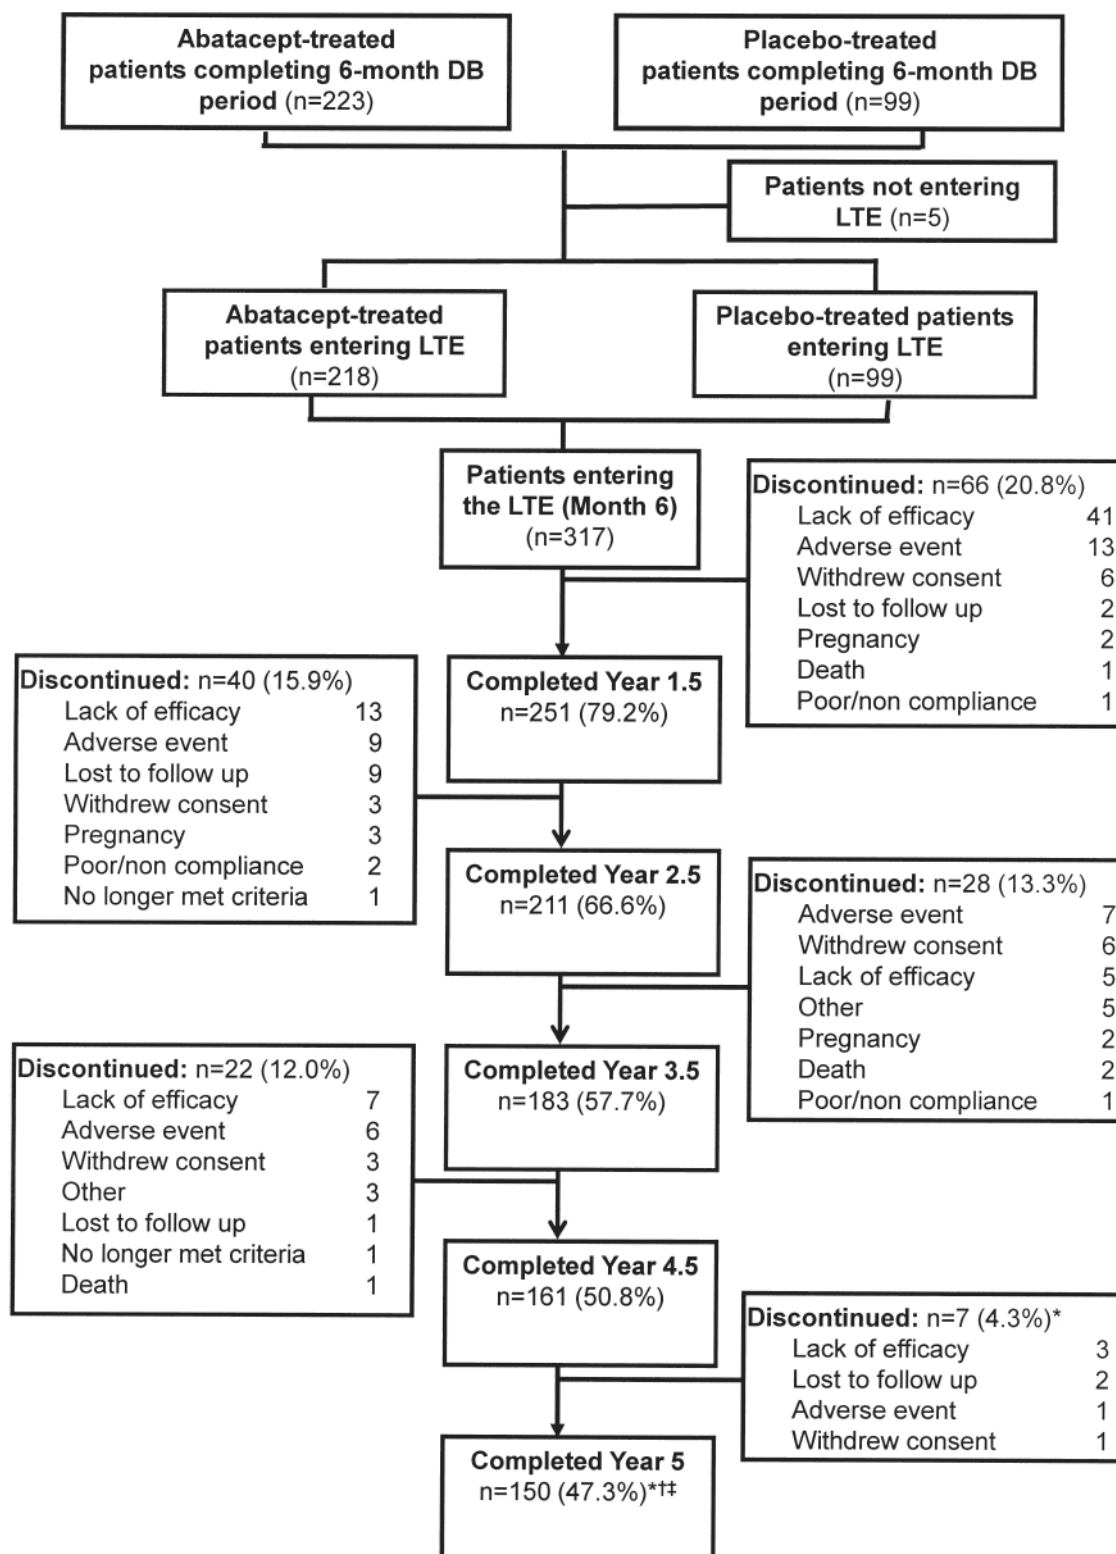 Abatacept-treated
patients completing 6-month DB
period (n=223)
Placebo-treated
patients completing 6-month DB
period (n=99)
Patients not entering
LTE (n=5)
Abatacept-treated
patients entering LTE
(n=218)
Placebo-treated patients
entering LTE
(n=99)
Patients entering
the LTE (Month 6)
(n=317)
Discontinued: n=66 (20.8%)
Lack of efficacy 41
Adverse event 13
Withdrew consent 6
Lost to follow up 2
Pregnancy 2
Death 1
Poor/non compliance 1
Completed Year 1.5
n=251 (79.2%)
Discontinued: n=40 (15.9%)
Lack of efficacy 13
Adverse event 9
Lost to follow up 9
Withdrew consent 3
Pregnancy 3
Poor/non compliance 2
No longer met criteria 1
Completed Year 2.5
n=211 (66.6%)
Discontinued: n=28 (13.3%)
Adverse event 7
Withdrew consent 6
Lack of efficacy 5
Other 5
Pregnancy 2
Death 2
Poor/non compliance 1
Completed Year 3.5
n=183 (57.7%)
Discontinued: n=22 (12.0%)
Lack of efficacy 7
Adverse event 6
Withdrew consent 3
Other 3
Lost to follow up 1
No longer met criteria 1
Death 1
Completed Year 4.5
n=161 (50.8%)
Discontinued: n=7 (4.3%)*
Lack of efficacy 3
Lost to follow up 2
Adverse event 1
Withdrew consent 1
Completed Year 5
n=150 (47.3%)*†‡